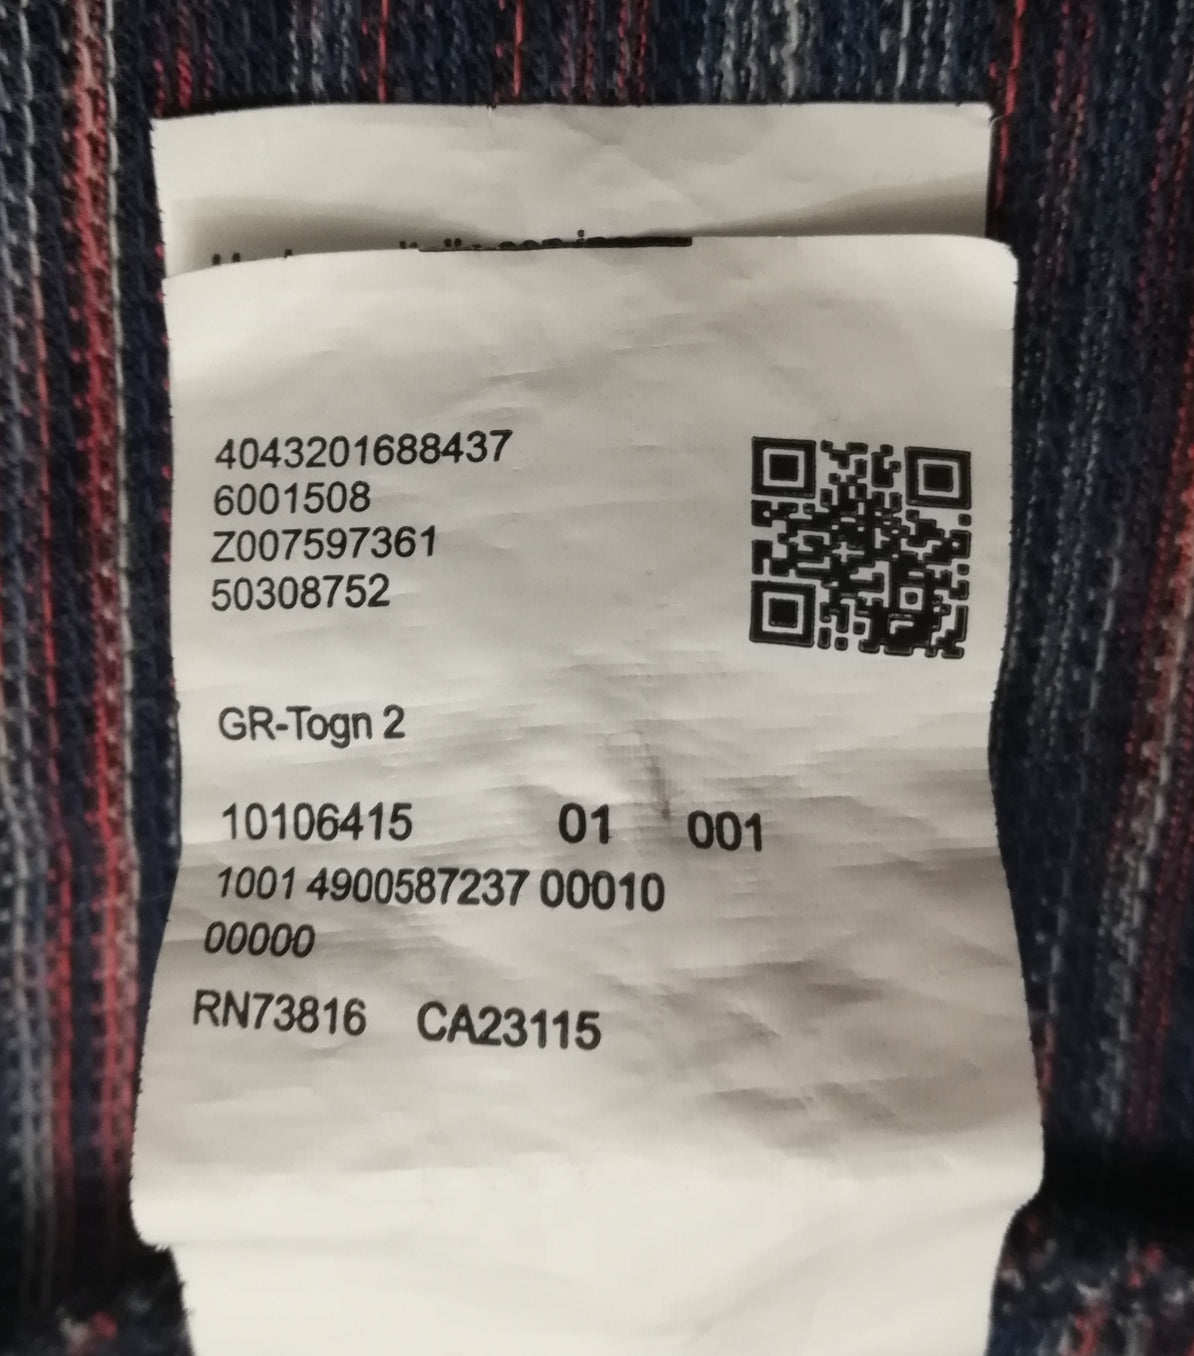 4043201688437
6001508
Z007597361
50308752
GR-Togn 2
10106415 01 001
1001 4900587237 00010
00000
RN73816 CA23115